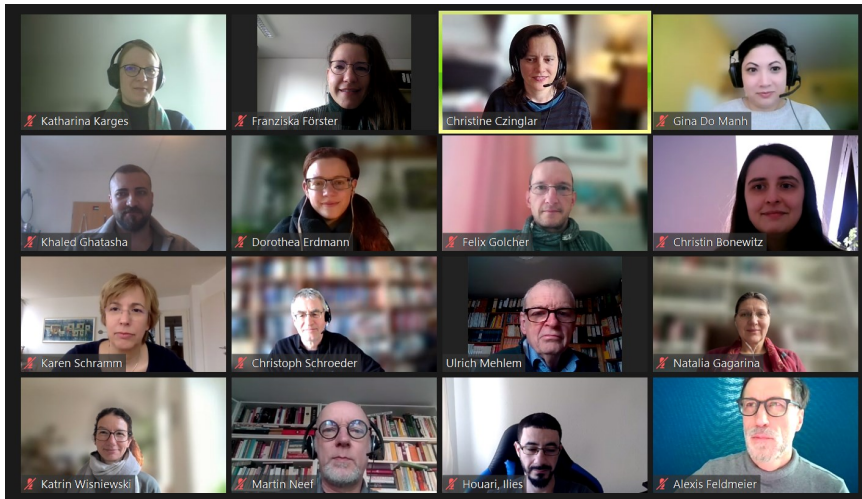 Katharina Karges
Franziska Förster
Christine Czinglar
Gina Do Manh
Khaled Ghatasha
Dorothea Erdmann
Felix Golcher
Christin Bonewitz
Karen Schramm
Christoph Schroeder
Ulrich Mehlem
Natalia Gagarina
Katrin Wisniewski
Martin Neef
Houari, Ilies
Alexis Feldmeier